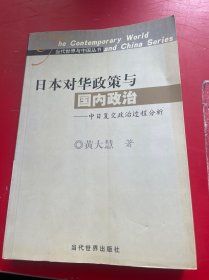 The Contemporary World
当代世界与中国丛书 and China Series
日本对华政策与
国内政治
——中日复交政治过程分析
◎黄大慧 著
当代世界出版社